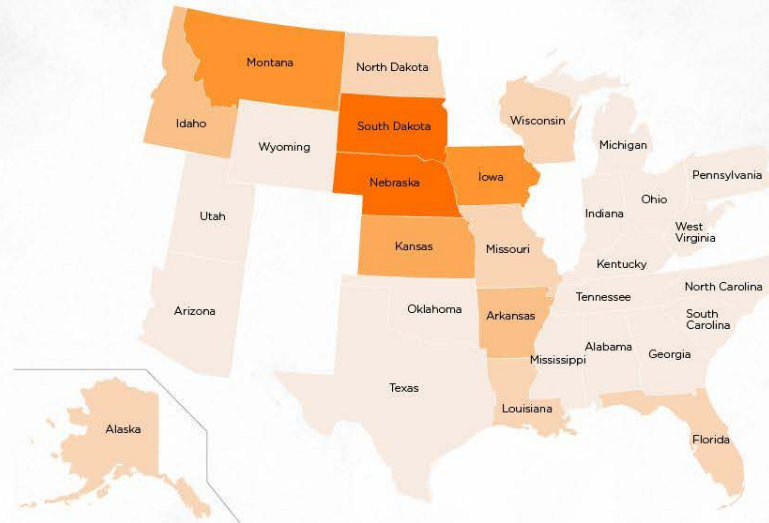 Montana
North Dakota
Idaho
South Dakota
Wisconsin
Wyoming
Michigan
Nebraska
Iowa
Pennsylvania
Ohio
Utah
Indiana
West
Virginia
Kansas
Missouri
Kentucky
North Carolina
Tennessee
Arizona
Oklahoma
Arkansas
South
Carolina
Alabama
Mississippi
Georgia
Texas
Louisiana
Alaska
Florida